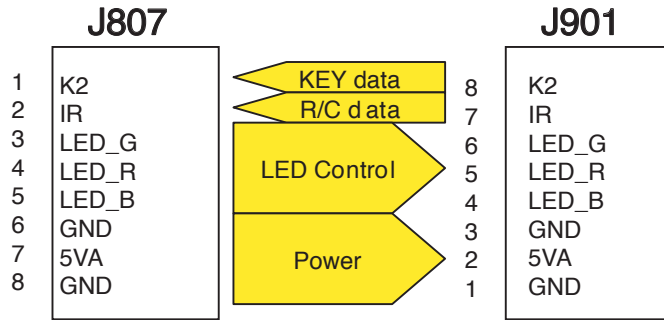 J807 J901
1 K2 KEY data 8 K2
2 IR R/C data 7 IR
3 LED_G 6 LED_G
4 LED_R LED Control 5 LED_R
5 LED_B 4 LED_B
6 GND 3 GND
7 5VA Power 2 5VA
8 GND 1 GND